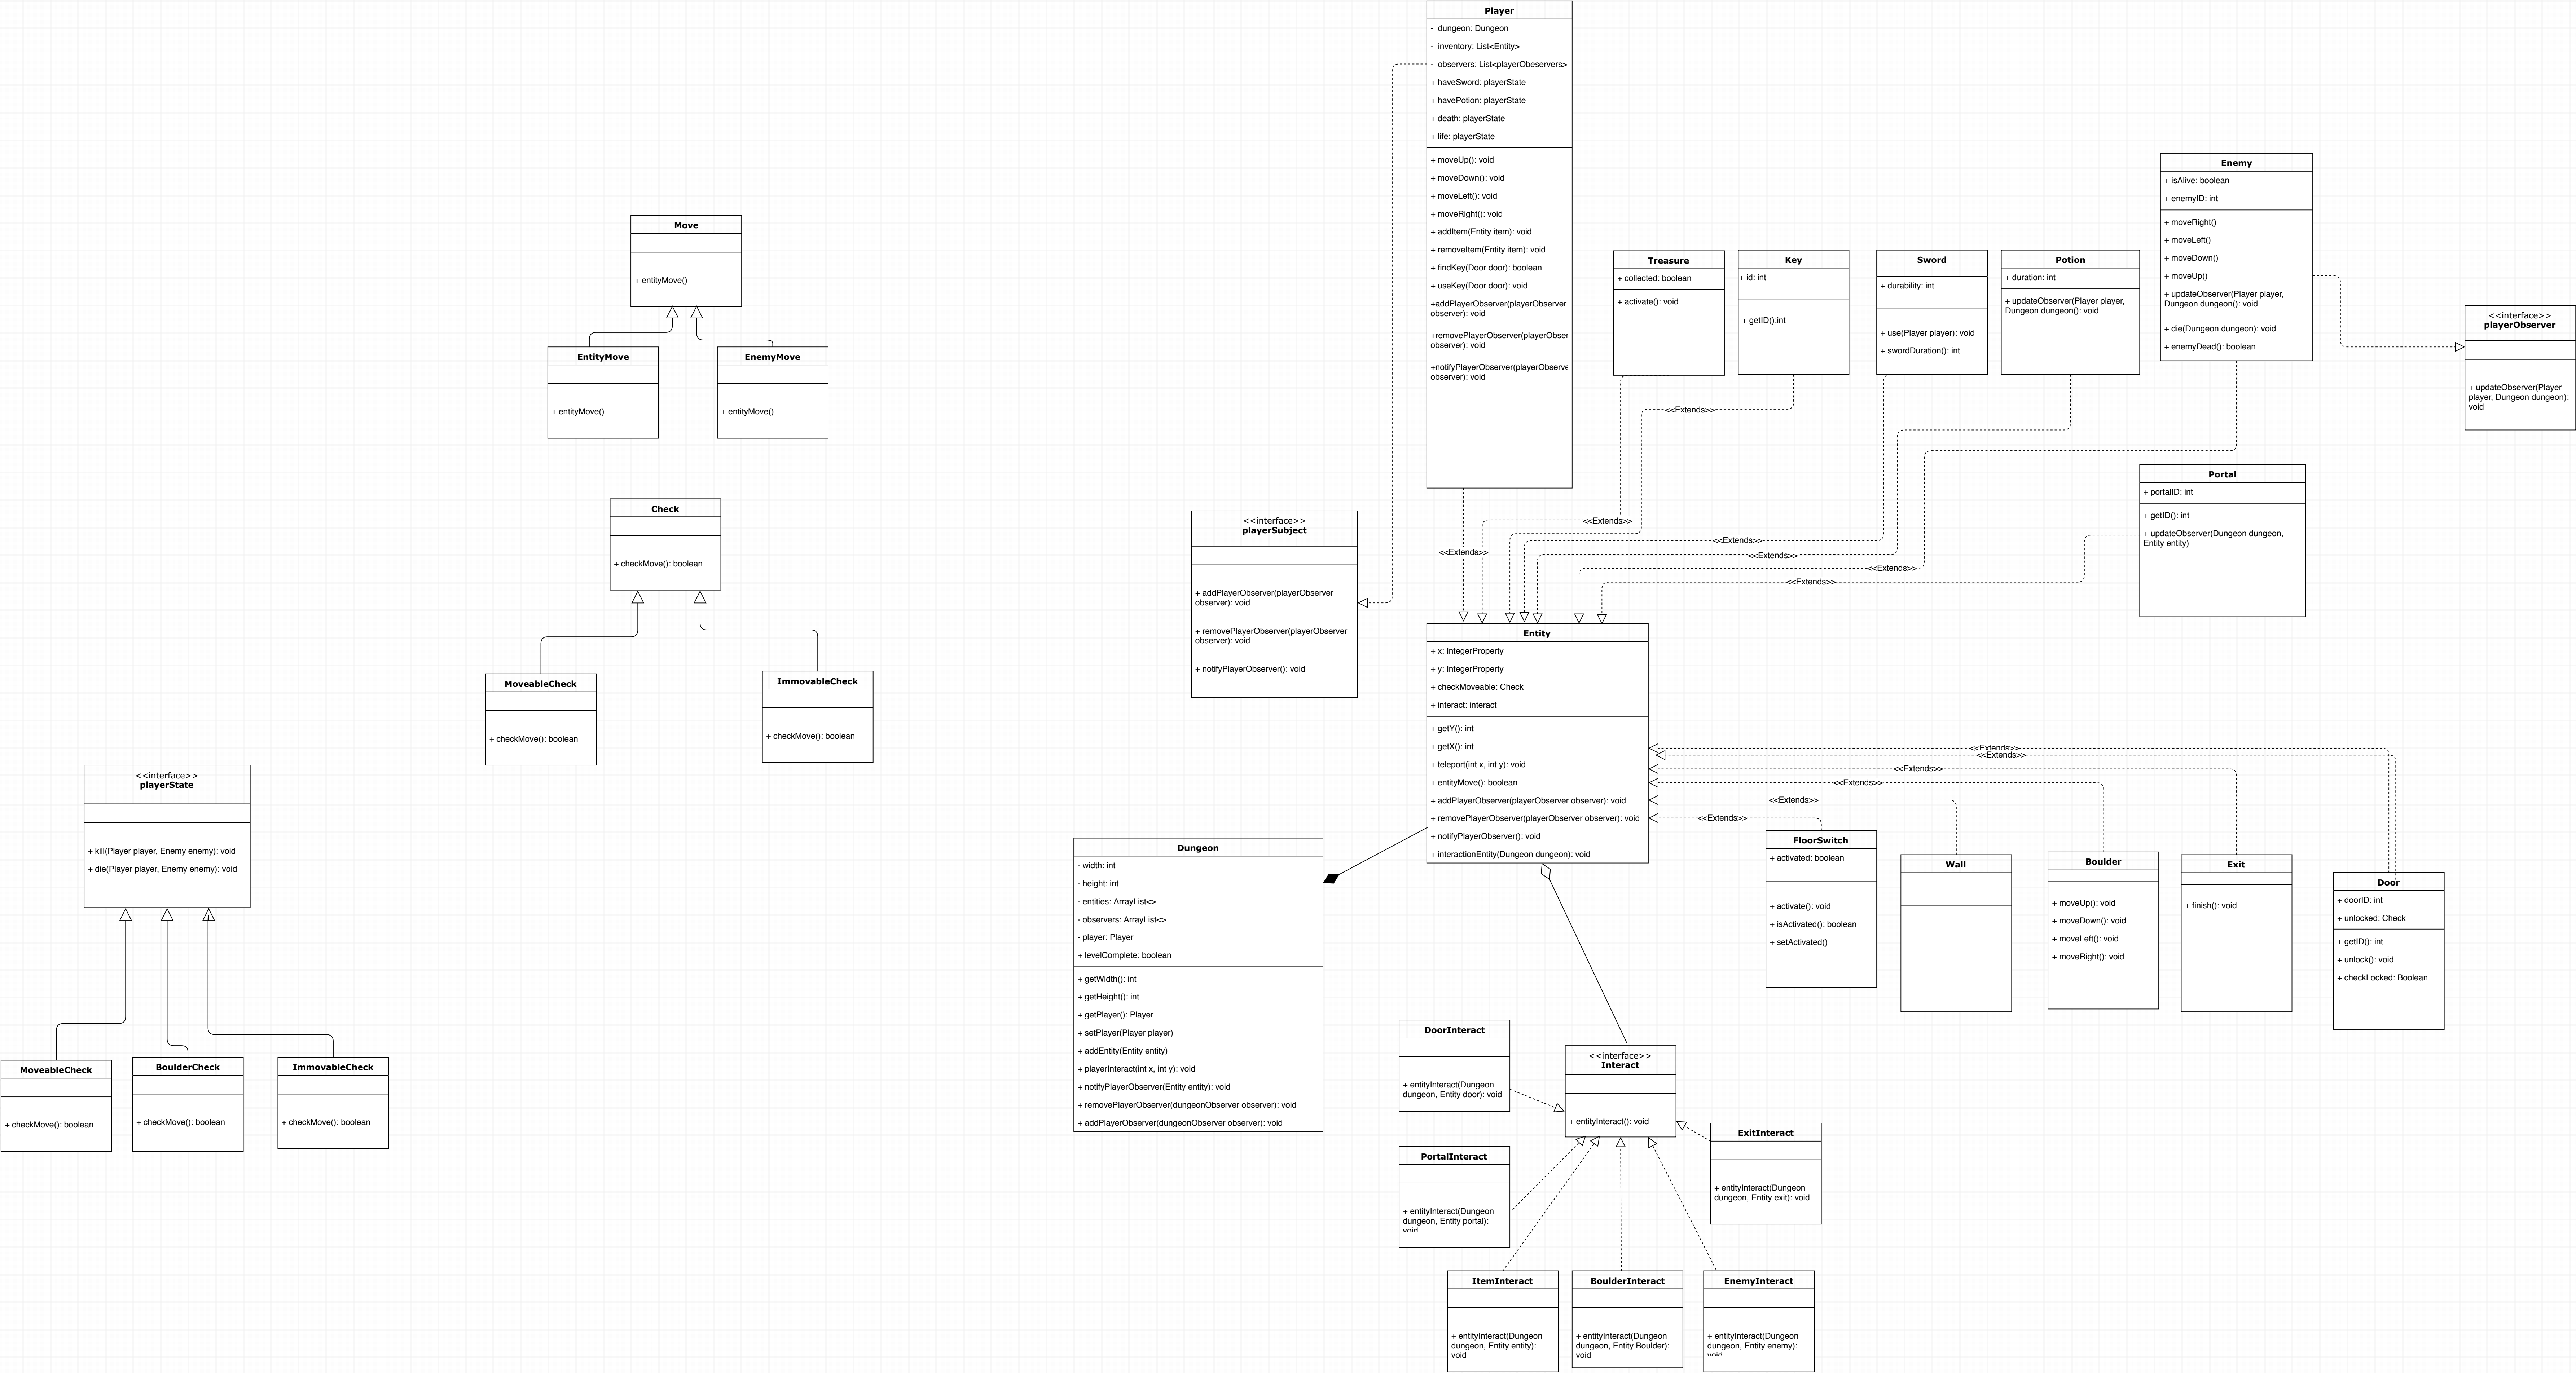 Player
- dungeon: Dungeon
- inventory: List<Entity>
- observers: List<playerObeservers>
+ haveSword: playerState
+ havePotion: playerState
+ death: playerState
+ life: playerState
+ moveUp(): void
+ moveDown(): void
+ moveLeft(): void
+ moveRight(): void
+ addItem(Entity item): void
+ removeItem(Entity item): void
+ findKey(Door door): boolean
+ useKey(Door door): void
+addPlayerObserver(playerObserver
observer): void
+removePlayerObserver(playerObser
observer): void
+notifyPlayerObserver(playerObserve
observer): void
Move
+ entityMove()
EntityMove
+ entityMove()
EnemyMove
+ entityMove()
Treasure
+ collected: boolean
+ activate(): void
Key
+ id: int
+ getID():int
Sword
+ durability: int
+ use(Player player): void
+ swordDuration(): int
Potion
+ duration: int
+ updateObserver(Player player,
Dungeon dungeon(): void
Enemy
+ isAlive: boolean
+ enemyID: int
+ moveRight()
+ moveLeft()
+ moveDown()
+ moveUp()
+ updateObserver(Player player,
Dungeon dungeon(): void
+ die(Dungeon dungeon): void
+ enemyDead(): boolean
<<interface>>
playerObserver
+ updateObserver(Player
player, Dungeon dungeon):
void
Portal
+ portalID: int
+ getID(): int
+ updateObserver(Dungeon dungeon,
Entity entity)
<<Extends>>
<<Extends>>
<<Extends>>
<<Extends>>
<<Extends>>
<<Extends>>
<<Extends>>
Check
+ checkMove(): boolean
MoveableCheck
+ checkMove(): boolean
ImmovableCheck
+ checkMove(): boolean
<<interface>>
playerSubject
+ addPlayerObserver(playerObserver
observer): void
+ removePlayerObserver(playerObserver
observer): void
+ notifyPlayerObserver(): void
Entity
+ x: IntegerProperty
+ y: IntegerProperty
+ checkMoveable: Check
+ interact: interact
+ getY(): int
+ getX(): int
+ teleport(int x, int y): void
+ entityMove(): boolean
+ addPlayerObserver(playerObserver observer): void
+ removePlayerObserver(playerObserver observer): void
+ notifyPlayerObserver(): void
+ interactionEntity(Dungeon dungeon): void
<<Extends>>
<<Extends>>
<<Extends>>
<<Extends>>
<<Extends>>
<<Extends>>
<<interface>>
playerState
+ kill(Player player, Enemy enemy): void
+ die(Player player, Enemy enemy): void
MoveableCheck
+ checkMove(): boolean
BoulderCheck
+ checkMove(): boolean
ImmovableCheck
+ checkMove(): boolean
Dungeon
- width: int
- height: int
- entities: ArrayList<>
- observers: ArrayList<>
- player: Player
+ levelComplete: boolean
+ getWidth(): int
+ getHeight(): int
+ getPlayer(): Player
+ setPlayer(Player player)
+ addEntity(Entity entity)
+ playerInteract(int x, int y): void
+ notifyPlayerObserver(Entity entity): void
+ removePlayerObserver(dungeonObserver observer): void
+ addPlayerObserver(dungeonObserver observer): void
FloorSwitch
+ activated: boolean
+ activate(): void
+ isActivated(): boolean
+ setActivated()
Wall
Boulder
+ moveUp(): void
+ moveDown(): void
+ moveLeft(): void
+ moveRight(): void
Exit
+ finish(): void
Door
+ doorID: int
+ unlocked: Check
+ getID(): int
+ unlock(): void
+ checkLocked: Boolean
DoorInteract
+ entityInteract(Dungeon
dungeon, Entity door): void
<<interface>>
Interact
+ entityInteract(): void
ExitInteract
+ entityInteract(Dungeon
dungeon, Entity exit): void
PortalInteract
+ entityInteract(Dungeon
dungeon, Entity portal):
void
ItemInteract
+ entityInteract(Dungeon
dungeon, Entity entity):
void
BoulderInteract
+ entityInteract(Dungeon
dungeon, Entity Boulder):
void
EnemyInteract
+ entityInteract(Dungeon
dungeon, Entity enemy):
void